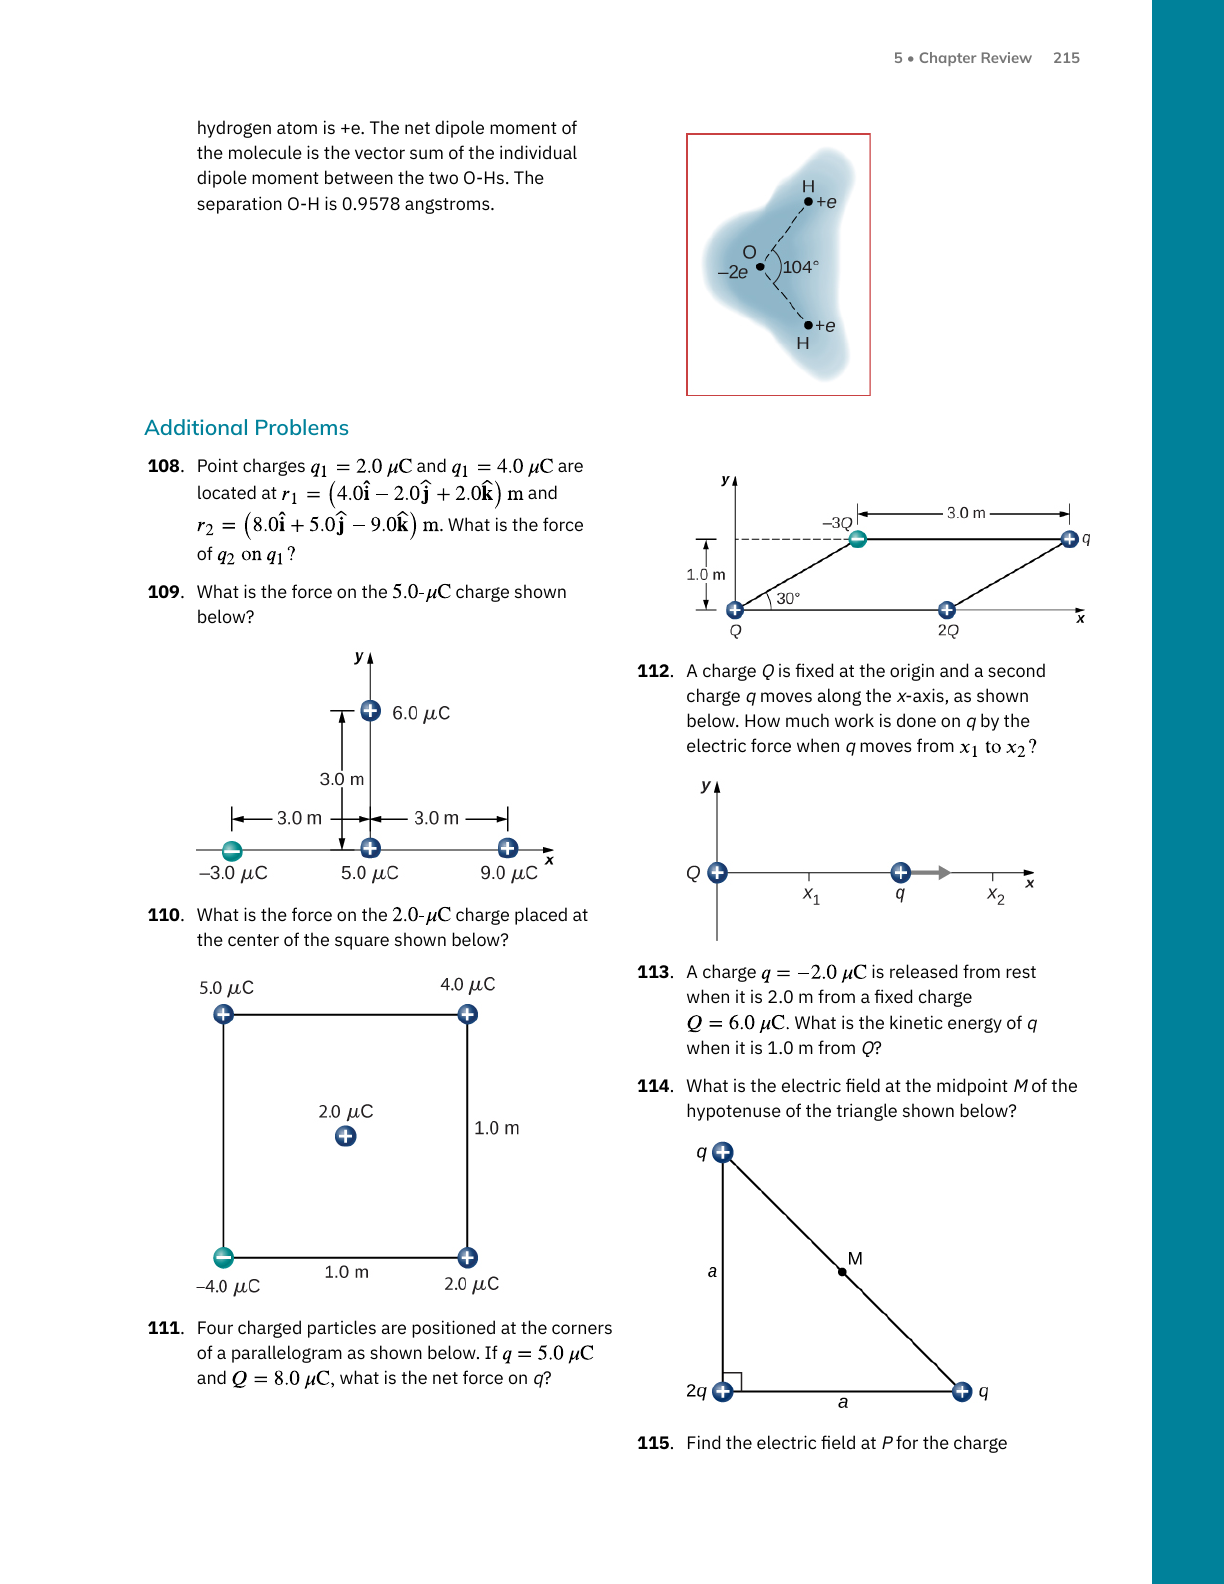 5 • Chapter Review 215
hydrogen atom is +e. The net dipole moment of
the molecule is the vector sum of the individual
dipole moment between the two O-Hs. The
separation O-H is 0.9578 angstroms.
H
+e
O
–2e
104°
+e
H
Additional Problems
108. Point charges q₁ = 2.0 μC and q₁ = 4.0 μC are
located at r₁ = (4.0î − 2.0ĵ + 2.0k̂) m and
r₂ = (8.0î + 5.0ĵ − 9.0k̂) m. What is the force
of q₂ on q₁?
109. What is the force on the 5.0-μC charge shown
below?
y
6.0 μC
3.0 m
3.0 m
3.0 m
x
–3.0 μC
5.0 μC
9.0 μC
110. What is the force on the 2.0-μC charge placed at
the center of the square shown below?
5.0 μC
4.0 μC
2.0 μC
1.0 m
1.0 m
–4.0 μC
2.0 μC
111. Four charged particles are positioned at the corners
of a parallelogram as shown below. If q = 5.0 μC
and Q = 8.0 μC, what is the net force on q?
y
–3Q
3.0 m
q
1.0 m
30°
x
Q
2Q
112. A charge Q is fixed at the origin and a second
charge q moves along the x-axis, as shown
below. How much work is done on q by the
electric force when q moves from x₁ to x₂?
y
Q
x₁
q
x₂
x
113. A charge q = −2.0 μC is released from rest
when it is 2.0 m from a fixed charge
Q = 6.0 μC. What is the kinetic energy of q
when it is 1.0 m from Q?
114. What is the electric field at the midpoint M of the
hypotenuse of the triangle shown below?
q
M
a
2q
a
q
115. Find the electric field at P for the charge